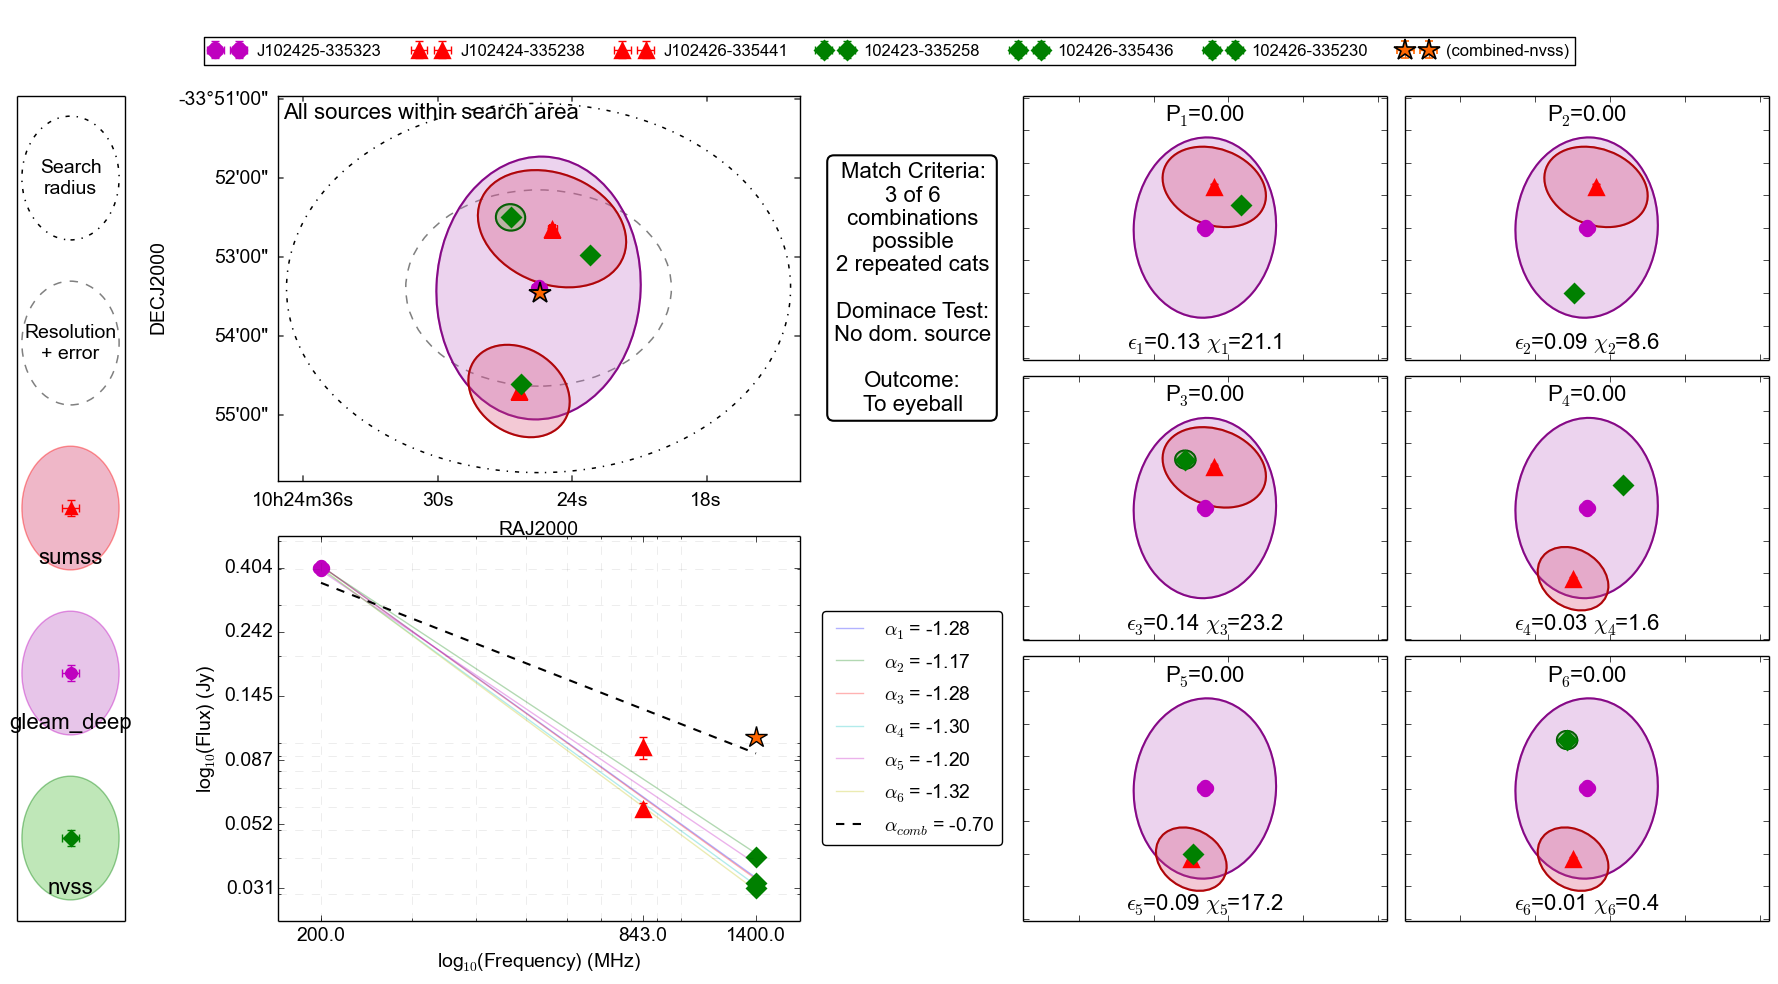 J102425-335323 J102424-335238 J102426-335441 102423-335258 102426-335436 102426-335230 (combined-nvss)
Search
radius
Resolution
+ error
sumss
gleam_deep
nvss
All sources within search area
-33°51'00"
52'00"
53'00"
54'00"
55'00"
DECJ2000
10h24m36s 30s 24s 18s
RAJ2000
Match Criteria:
3 of 6
combinations
possible
2 repeated cats
Dominace Test:
No dom. source
Outcome:
To eyeball
0.404
0.242
0.145
0.087
0.052
0.031
log10(Flux) (Jy)
200.0 843.0 1400.0
log10(Frequency) (MHz)
α1 = -1.28
α2 = -1.17
α3 = -1.28
α4 = -1.30
α5 = -1.20
α6 = -1.32
αcomb = -0.70
P1=0.00
ϵ1=0.13 χ1=21.1
P2=0.00
ϵ2=0.09 χ2=8.6
P3=0.00
ϵ3=0.14 χ3=23.2
P4=0.00
ϵ4=0.03 χ4=1.6
P5=0.00
ϵ5=0.09 χ5=17.2
P6=0.00
ϵ6=0.01 χ6=0.4